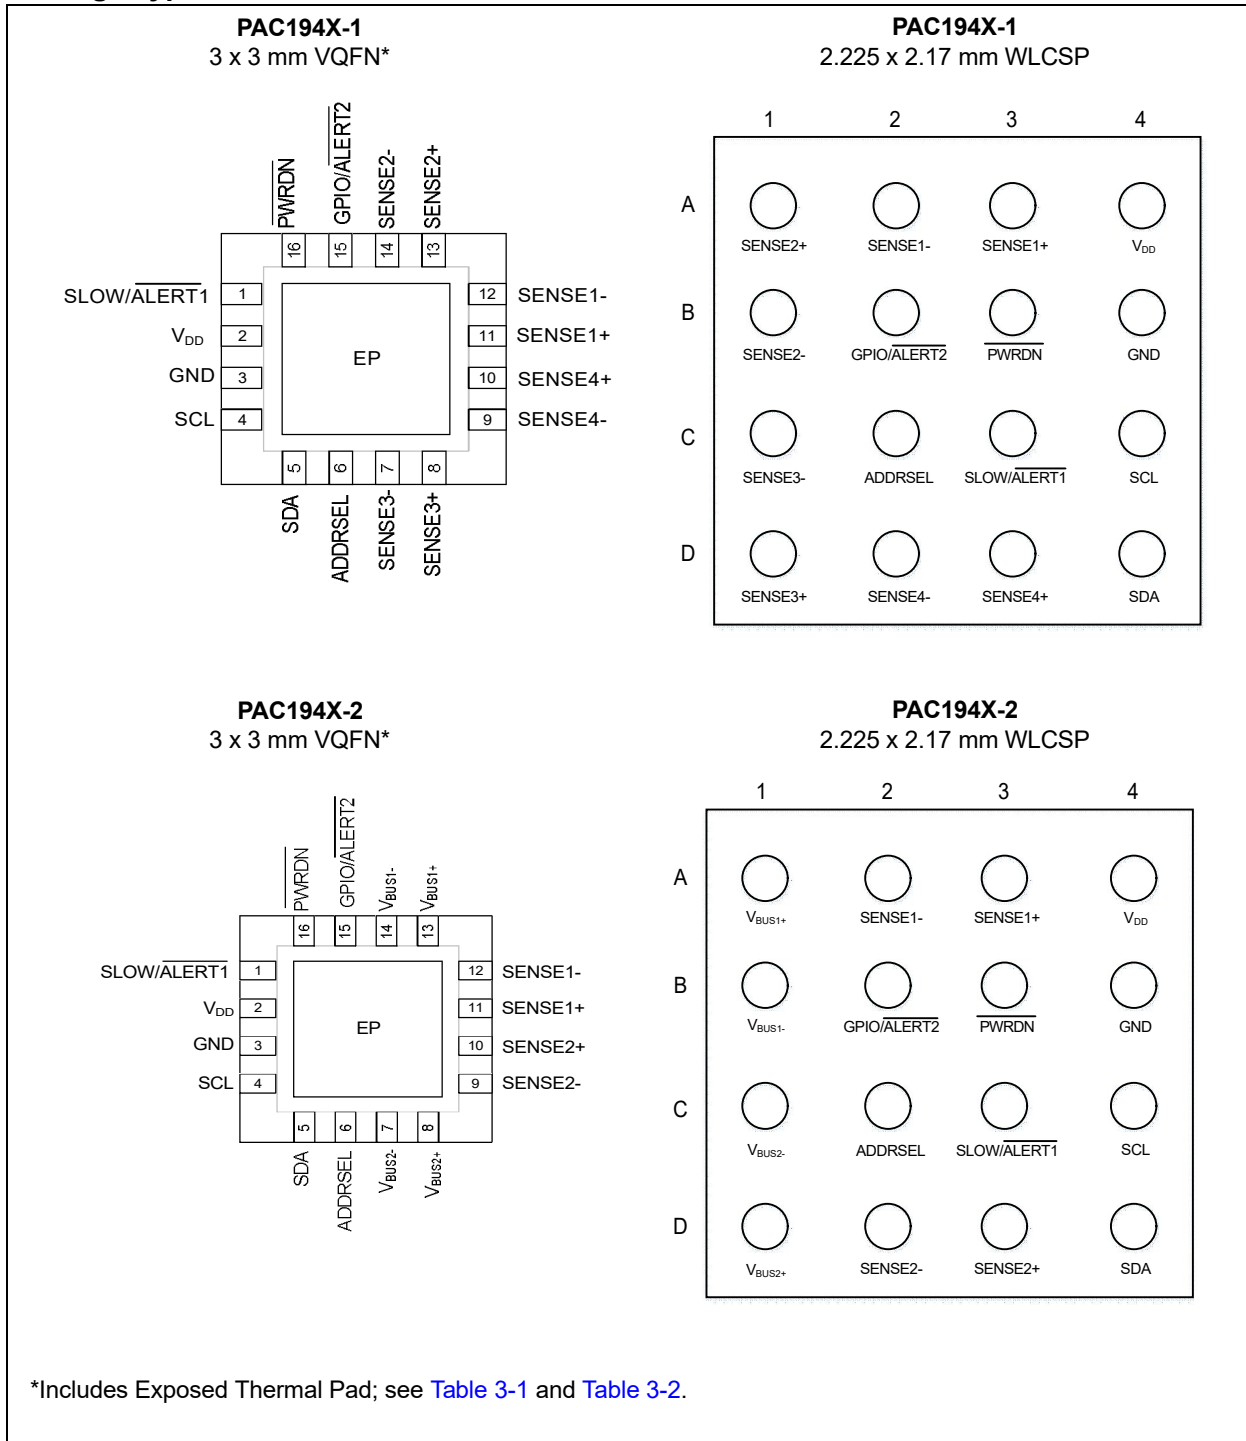 PAC194X-1
3 x 3 mm VQFN*
PWRDN
GPIO/ALERT2
SENSE2-
SENSE2+
16
15
14
13
SLOW/ALERT1 1
VDD 2
GND 3
SCL 4
EP
12 SENSE1-
11 SENSE1+
10 SENSE4+
9 SENSE4-
5
6
7
8
SDA
ADDRSEL
SENSE3-
SENSE3+
PAC194X-1
2.225 x 2.17 mm WLCSP
1 2 3 4
A
SENSE2+ SENSE1- SENSE1+ VDD
B
SENSE2- GPIO/ALERT2 PWRDN GND
C
SENSE3- ADDRSEL SLOW/ALERT1 SCL
D
SENSE3+ SENSE4- SENSE4+ SDA
PAC194X-2
3 x 3 mm VQFN*
PWRDN
GPIO/ALERT2
VBUS1-
VBUS1+
16
15
14
13
SLOW/ALERT1 1
VDD 2
GND 3
SCL 4
EP
12 SENSE1-
11 SENSE1+
10 SENSE2+
9 SENSE2-
5
6
7
8
SDA
ADDRSEL
VBUS2-
VBUS2+
PAC194X-2
2.225 x 2.17 mm WLCSP
1 2 3 4
A
VBUS1+ SENSE1- SENSE1+ VDD
B
VBUS1- GPIO/ALERT2 PWRDN GND
C
VBUS2- ADDRSEL SLOW/ALERT1 SCL
D
VBUS2+ SENSE2- SENSE2+ SDA
*Includes Exposed Thermal Pad; see Table 3-1 and Table 3-2.